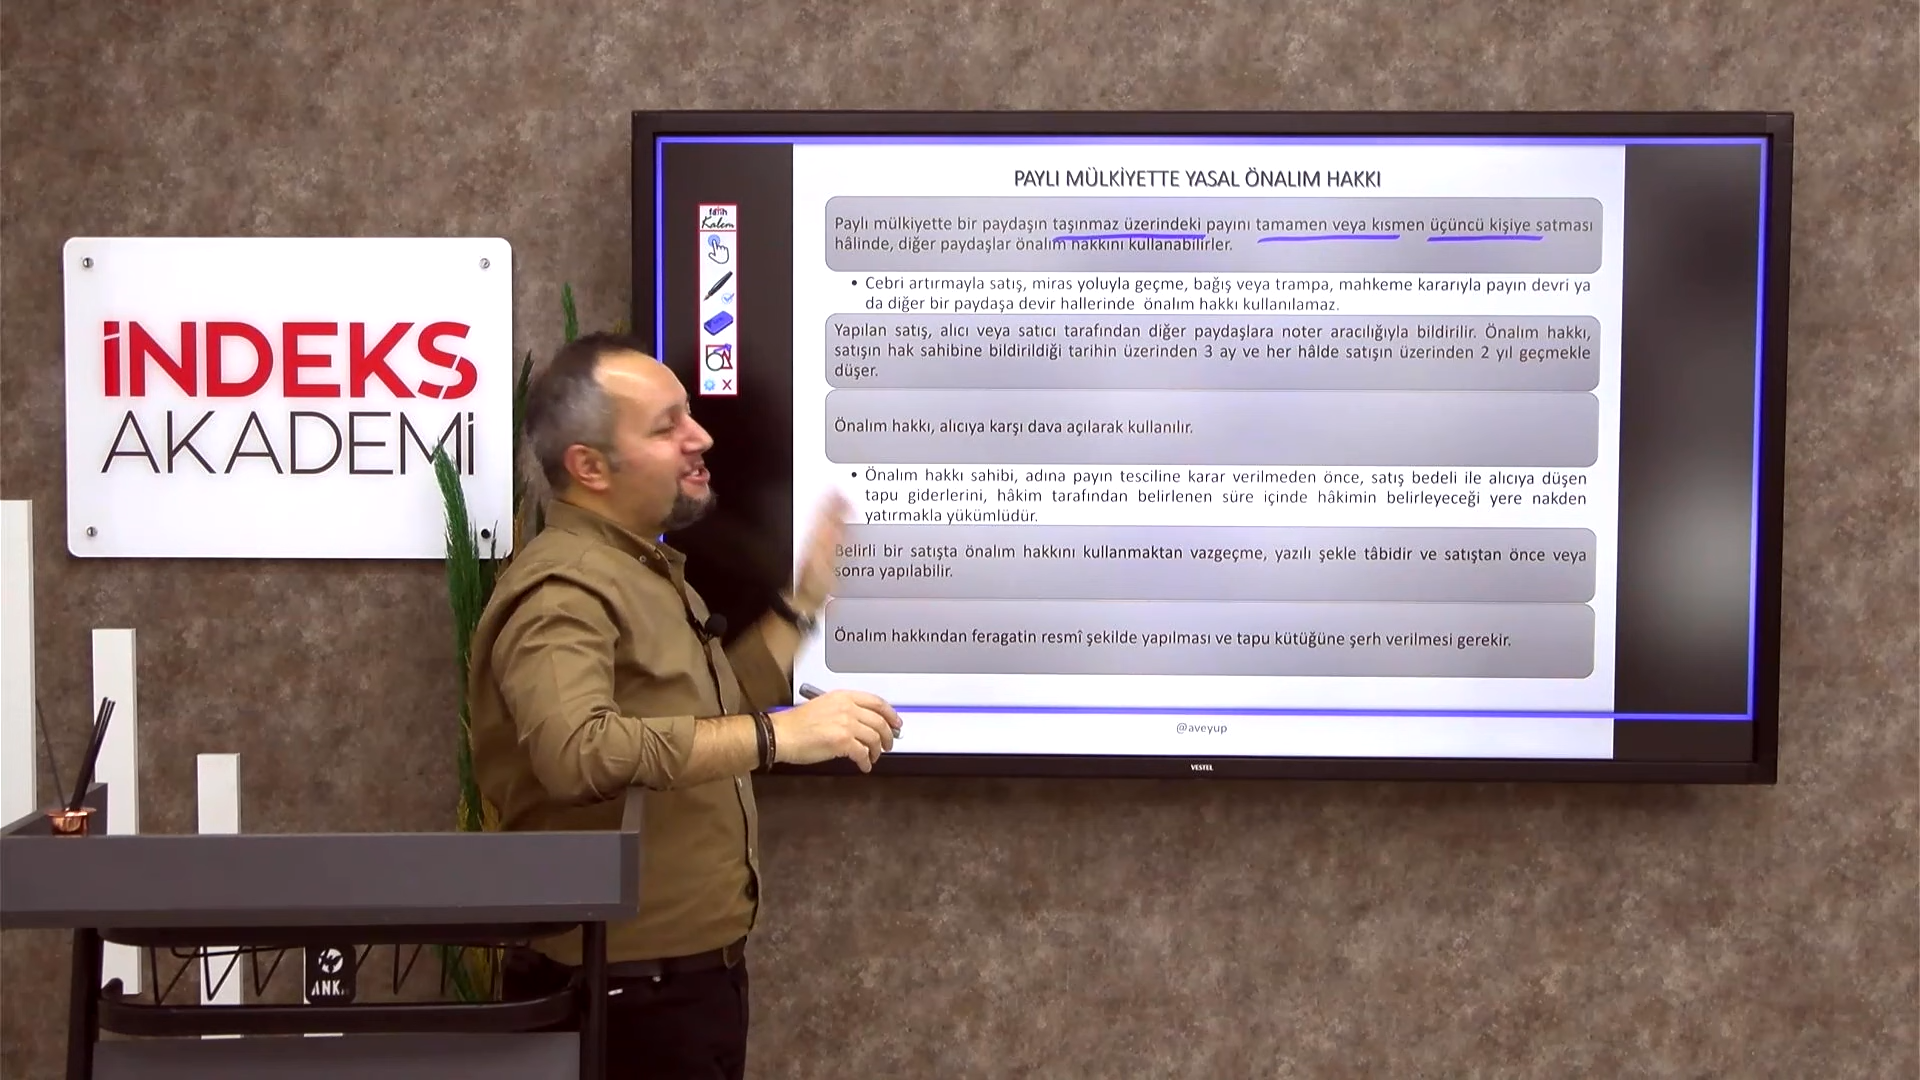 İNDEKS
AKADEMİ
fatih
Kalem
PAYLI MÜLKİYETTE YASAL ÖNALIM HAKKI
Paylı mülkiyette bir paydaşın taşınmaz üzerindeki payını tamamen veya kısmen üçüncü kişiye satması
hâlinde, diğer paydaşlar önalım hakkını kullanabilirler.
• Cebri artırmayla satış, miras yoluyla geçme, bağış veya trampa, mahkeme kararıyla payın devri ya
da diğer bir paydaşa devir hallerinde önalım hakkı kullanılamaz.
Yapılan satış, alıcı veya satıcı tarafından diğer paydaşlara noter aracılığıyla bildirilir. Önalım hakkı,
satışın hak sahibine bildirildiği tarihin üzerinden 3 ay ve her hâlde satışın üzerinden 2 yıl geçmekle
düşer.
Önalım hakkı, alıcıya karşı dava açılarak kullanılır.
• Önalım hakkı sahibi, adına payın tesciline karar verilmeden önce, satış bedeli ile alıcıya düşen
tapu giderlerini, hâkim tarafından belirlenen süre içinde hâkimin belirleyeceği yere nakden
yatırmakla yükümlüdür.
Belirli bir satışta önalım hakkını kullanmaktan vazgeçme, yazılı şekle tâbidir ve satıştan önce veya
sonra yapılabilir.
Önalım hakkından feragatin resmî şekilde yapılması ve tapu kütüğüne şerh verilmesi gerekir.
@aveyup
VESTEL